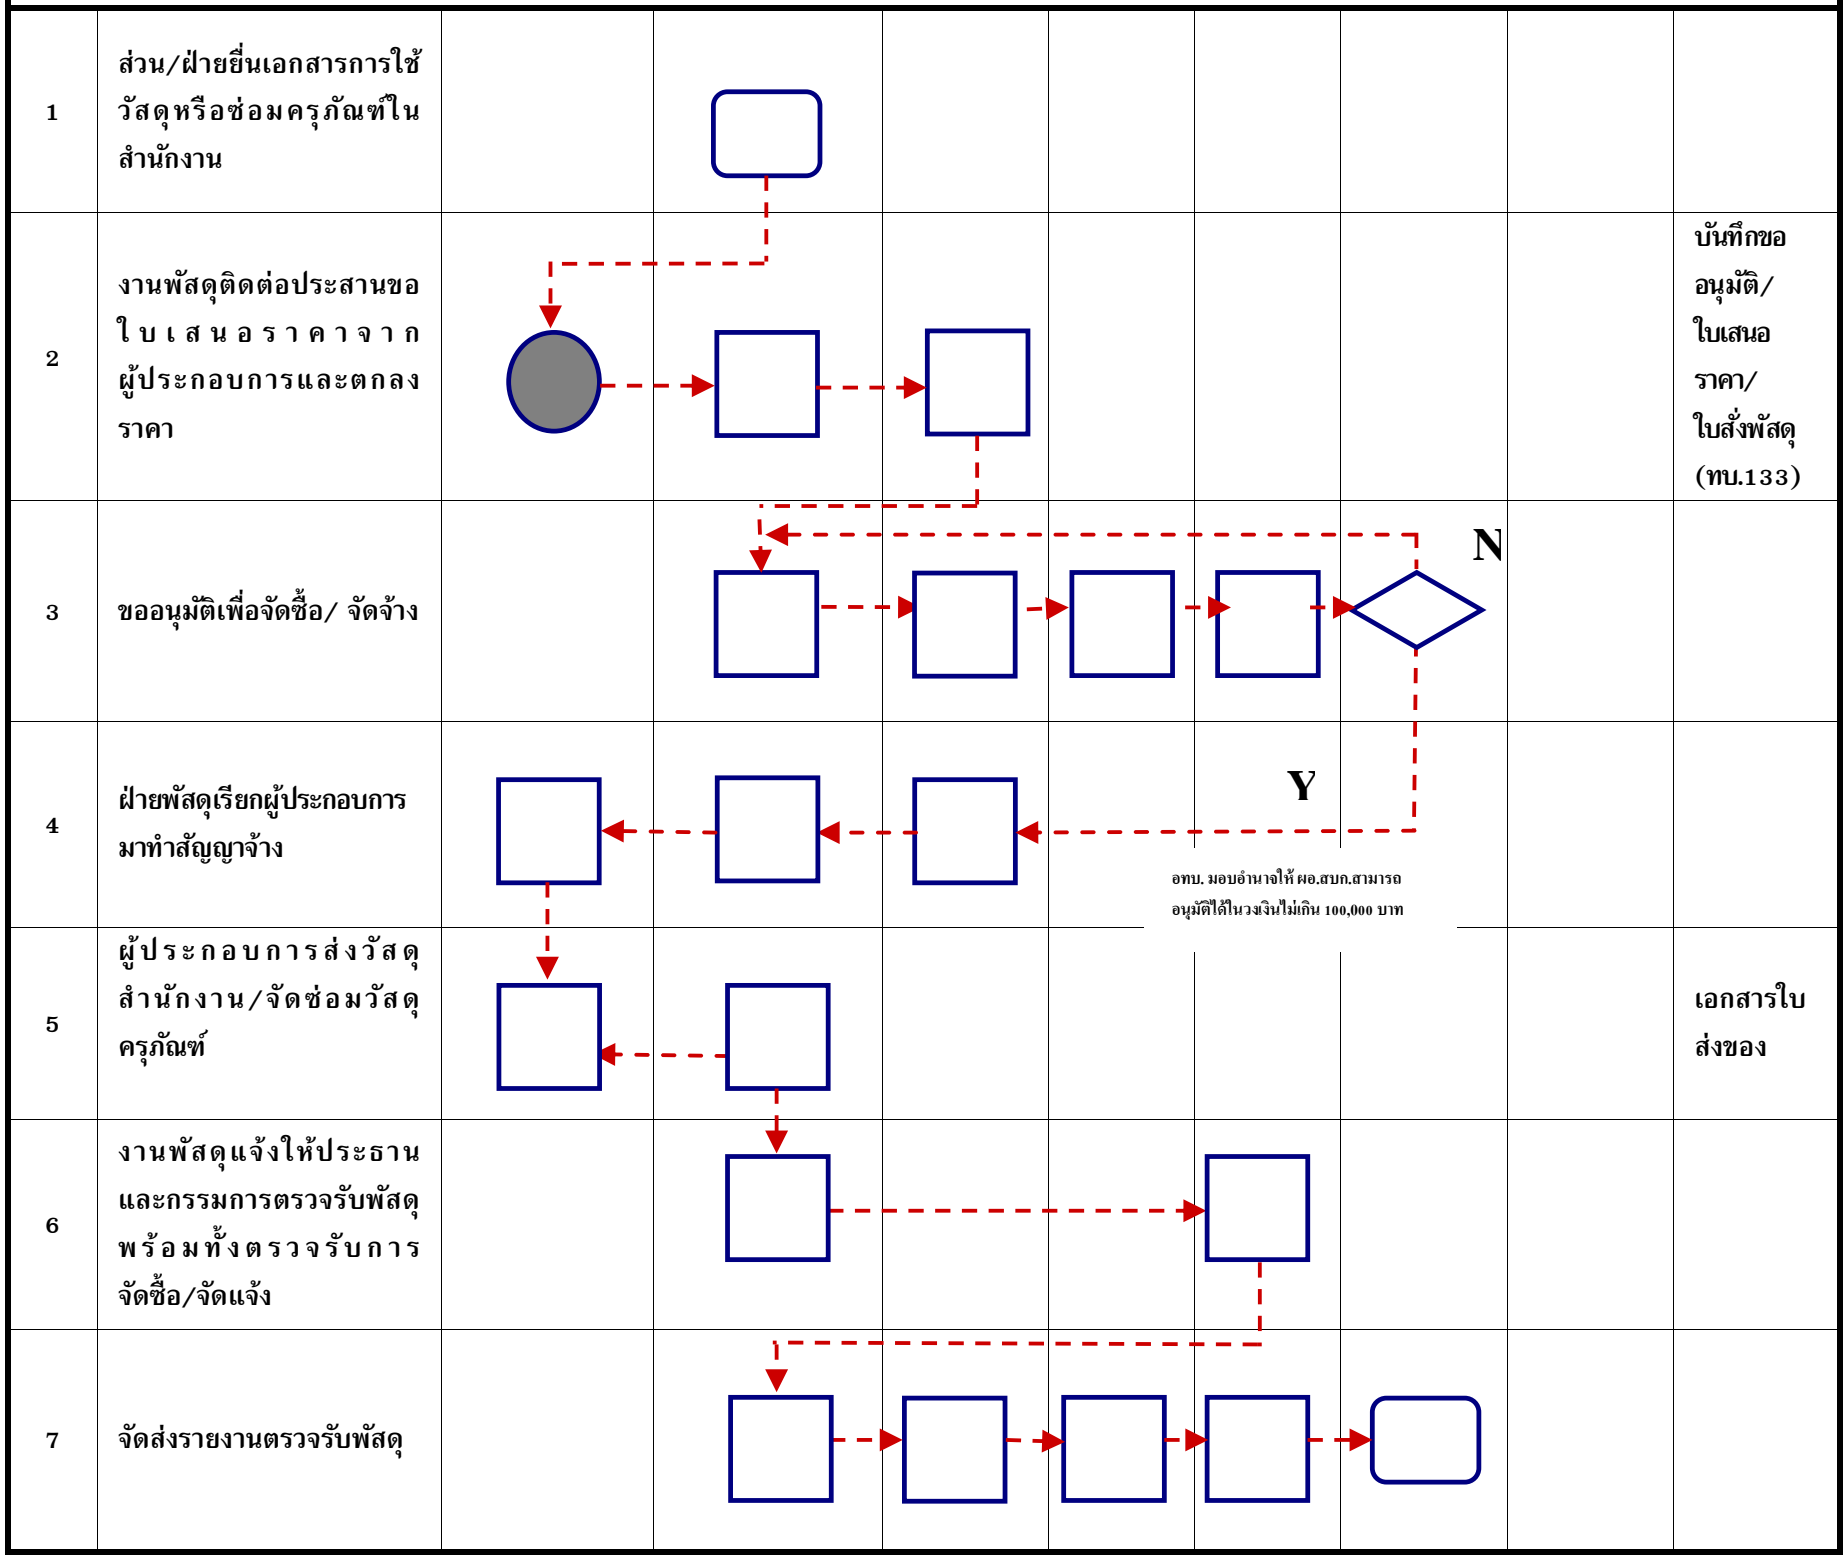 1
ส่วน/ฝ่ายยื่นเอกสารการใช้
วัสดุหรือซ่อมครุภัณฑ์ใน
สำนักงาน
2
งานพัสดุติดต่อประสานขอ
ใบเสนอราคาจาก
ผู้ประกอบการและตกลง
ราคา
บันทึกขอ
อนุมัติ/
ใบเสนอ
ราคา/
ใบสั่งพัสดุ
(ทบ.133)
3
ขออนุมัติเพื่อจัดซื้อ/ จัดจ้าง
N
4
ฝ่ายพัสดุเรียกผู้ประกอบการ
มาทำสัญญาจ้าง
Y
อทบ. มอบอำนาจให้ ผอ.สบก.สามารถ
อนุมัติได้ในวงเงินไม่เกิน 100,000 บาท
5
ผู้ประกอบการส่งวัสดุ
สำนักงาน/จัดซ่อมวัสดุ
ครุภัณฑ์
เอกสารใบ
ส่งของ
6
งานพัสดุแจ้งให้ประธาน
และกรรมการตรวจรับพัสดุ
พร้อมทั้งตรวจรับการ
จัดซื้อ/จัดแจ้ง
7
จัดส่งรายงานตรวจรับพัสดุ